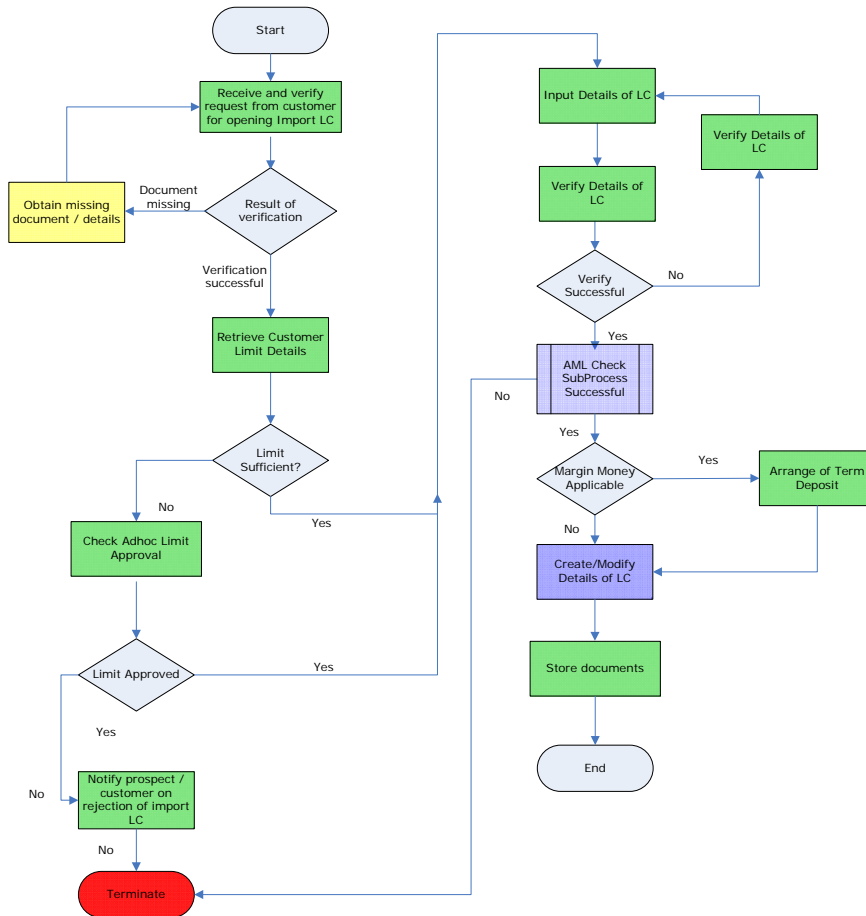 Start
Receive and verify
request from customer
for opening Import LC
Document
missing
Obtain missing
document / details
Result of
verification
Verification
successful
Retrieve Customer
Limit Details
Limit
Sufficient?
No
Yes
Check Adhoc Limit
Approval
Limit Approved
Yes
Yes
No
Notify prospect /
customer on
rejection of import
LC
No
Terminate
Input Details of LC
Verify Details of
LC
Verify Details of
LC
Verify
Successful
No
Yes
AML Check
SubProcess
Successful
No
Yes
Margin Money
Applicable
Yes
Arrange of Term
Deposit
No
Create/Modify
Details of LC
Store documents
End